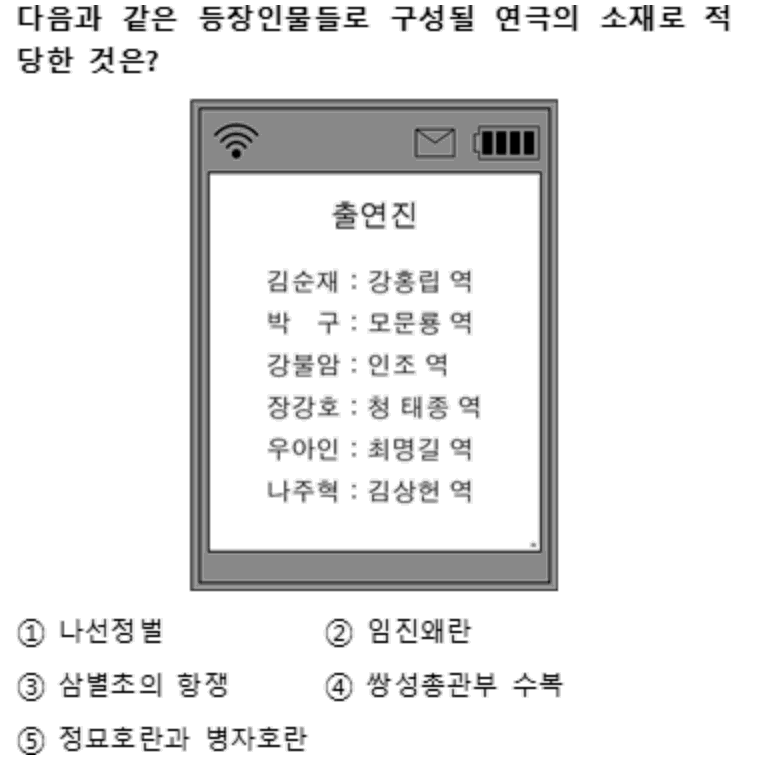 다음과 같은 등장인물들로 구성될 연극의 소재로 적
당한 것은?
출연진
김순재 : 강홍립 역
박 구 : 모문룡 역
강불암 : 인조 역
장강호 : 청 태종 역
우아인 : 최명길 역
나주혁 : 김상헌 역
① 나선정벌 ② 임진왜란
③ 삼별초의 항쟁 ④ 쌍성총관부 수복
⑤ 정묘호란과 병자호란